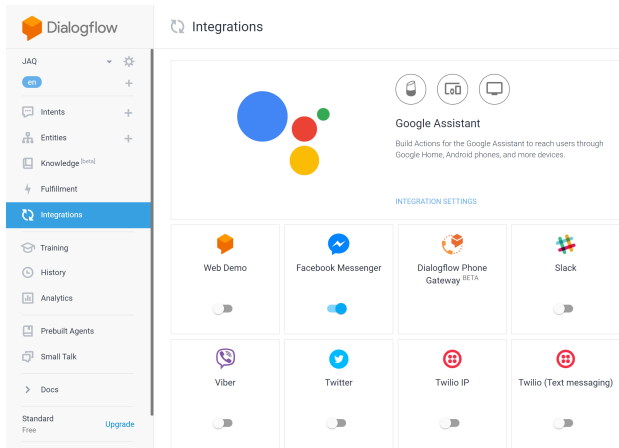 Dialogflow
Integrations
JAQ
en
Intents
Entities
Knowledge [beta]
Fulfillment
Integrations
Training
History
Analytics
Prebuilt Agents
Small Talk
Docs
Standard
Free
Upgrade
Google Assistant
Build Actions for the Google Assistant to reach users through
Google Home, Android phones, and more devices.
INTEGRATION SETTINGS
Web Demo
Facebook Messenger
Dialogflow Phone
Gateway BETA
Slack
Viber
Twitter
Twilio IP
Twilio (Text messaging)